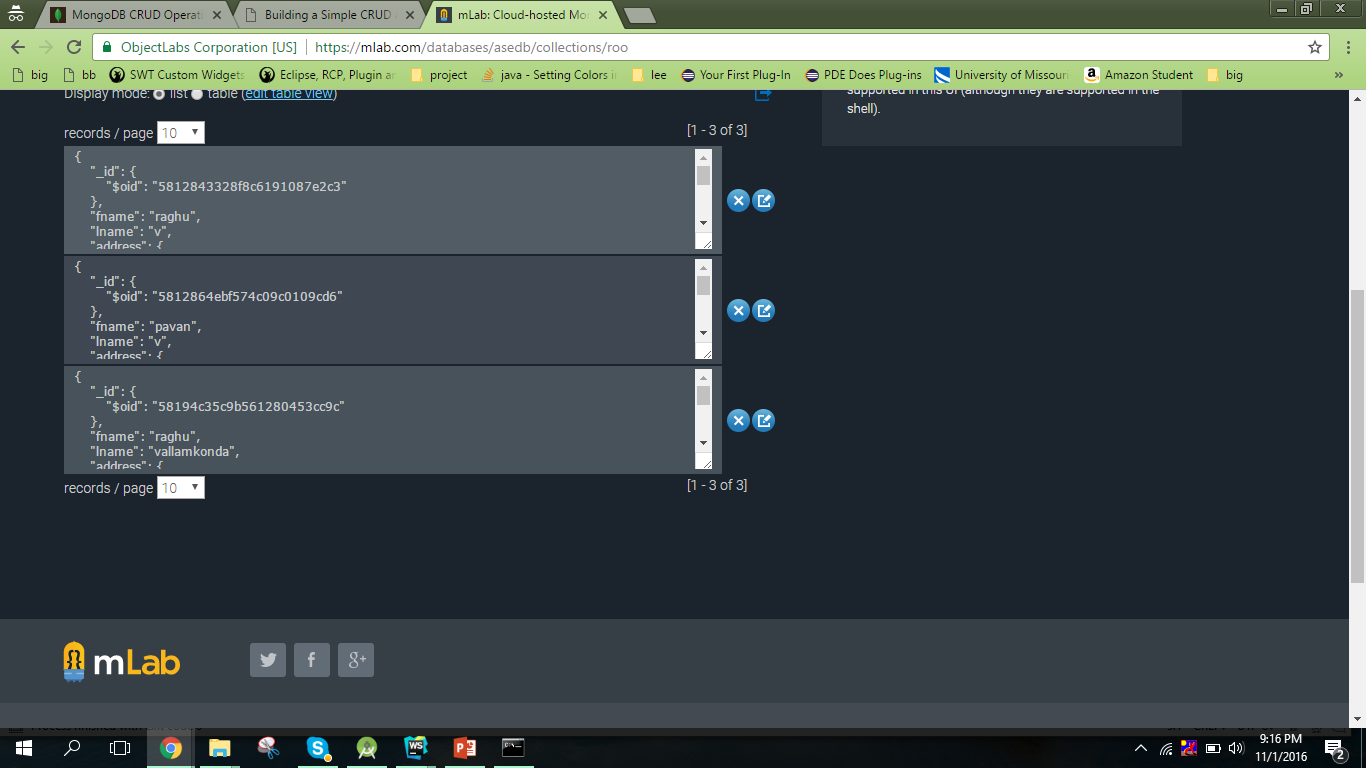 MongoDB CRUD Operati
Building a Simple CRUD
mLab: Cloud-hosted Mon
ObjectLabs Corporation [US] https://mlab.com/databases/asedb/collections/roo
big bb SWT Custom Widgets Eclipse, RCP, Plugin an project java - Setting Colors i lee Your First Plug-In PDE Does Plug-ins University of Missouri Amazon Student big »
Display mode: list table (edit table view)
supported in this UI (although they are supported in the
shell).
records / page 10 [1 - 3 of 3]
{
"_id": {
"$oid": "5812843328f8c6191087e2c3"
},
"fname": "raghu",
"lname": "v",
"address": {
{
"_id": {
"$oid": "5812864ebf574c09c0109cd6"
},
"fname": "pavan",
"lname": "v",
"address": {
{
"_id": {
"$oid": "58194c35c9b561280453cc9c"
},
"fname": "raghu",
"lname": "vallamkonda",
"address": {
records / page 10 [1 - 3 of 3]
mLab
f
g+
WS
9:16 PM
11/1/2016
2